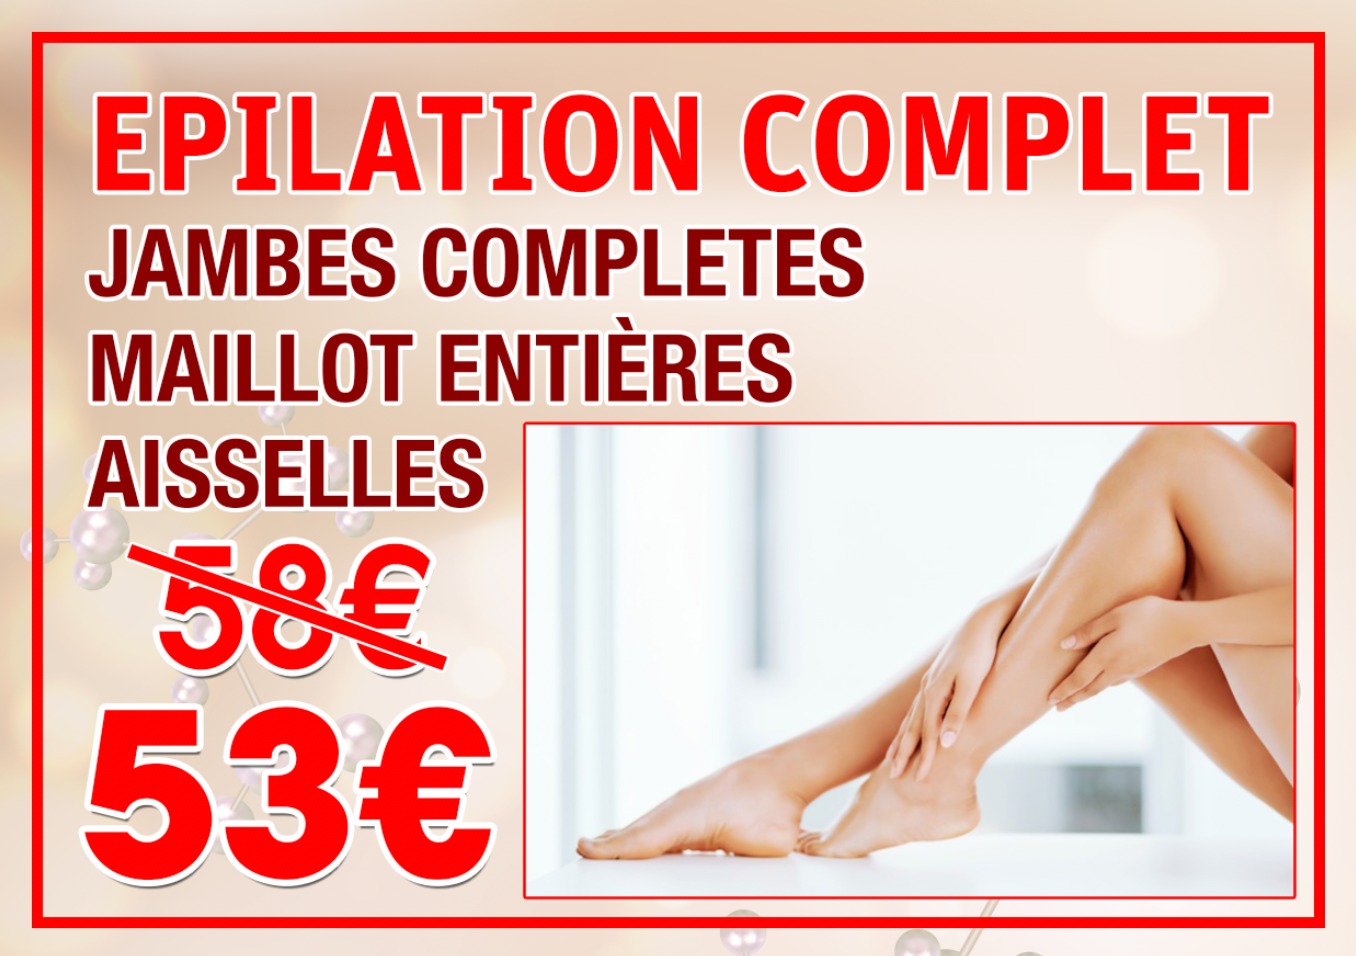 EPILATION COMPLET
JAMBES COMPLETES
MAILLOT ENTIÈRES
AISSELLES
58€
53€